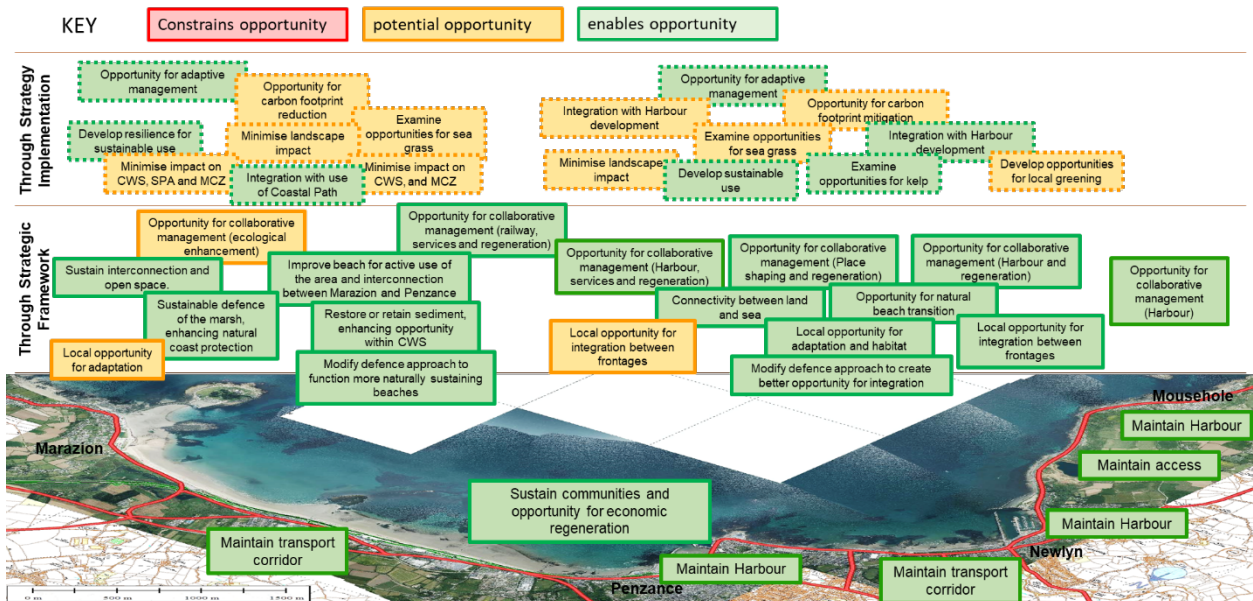 KEY
Constrains opportunity
potential opportunity
enables opportunity
Through Strategy
Implementation
Opportunity for adaptive
management
Opportunity for
carbon footprint
reduction
Examine
opportunities for sea
grass
Develop resilience for
sustainable use
Minimise landscape
impact
Minimise impact on
CWS, SPA and MCZ
Integration with use
of Coastal Path
Minimise impact on
CWS, and MCZ
Opportunity for adaptive
management
Integration with Harbour
development
Opportunity for carbon
footprint mitigation
Examine opportunities
for sea grass
Integration with Harbour
development
Minimise landscape
impact
Develop sustainable
use
Examine
opportunities for kelp
Develop opportunities
for local greening
Through Strategic
Framework
Opportunity for collaborative
management (ecological
enhancement)
Opportunity for collaborative
management (railway,
services and regeneration)
Sustain interconnection and
open space.
Improve beach for active use of
the area and interconnection
between Marazion and Penzance
Sustainable defence
of the marsh,
enhancing natural
coast protection
Restore or retain sediment,
enhancing opportunity
within CWS
Local opportunity
for adaptation
Modify defence approach to
function more naturally sustaining
beaches
Opportunity for collaborative
management (Harbour,
services and regeneration)
Opportunity for collaborative
management (Place
shaping and regeneration)
Opportunity for collaborative
management (Harbour and
regeneration)
Opportunity for
collaborative
management
(Harbour)
Connectivity between land
and sea
Opportunity for natural
beach transition
Local opportunity for
integration between
frontages
Local opportunity for
adaptation and habitat
Local opportunity for
integration between
frontages
Modify defence approach to create
better opportunity for integration
Mousehole
Maintain Harbour
Marazion
Maintain access
Sustain communities and
opportunity for economic
regeneration
Maintain Harbour
Maintain transport
corridor
Newlyn
Maintain Harbour
Maintain transport
corridor
Penzance
0 m 500 m 1000 m 1500 m